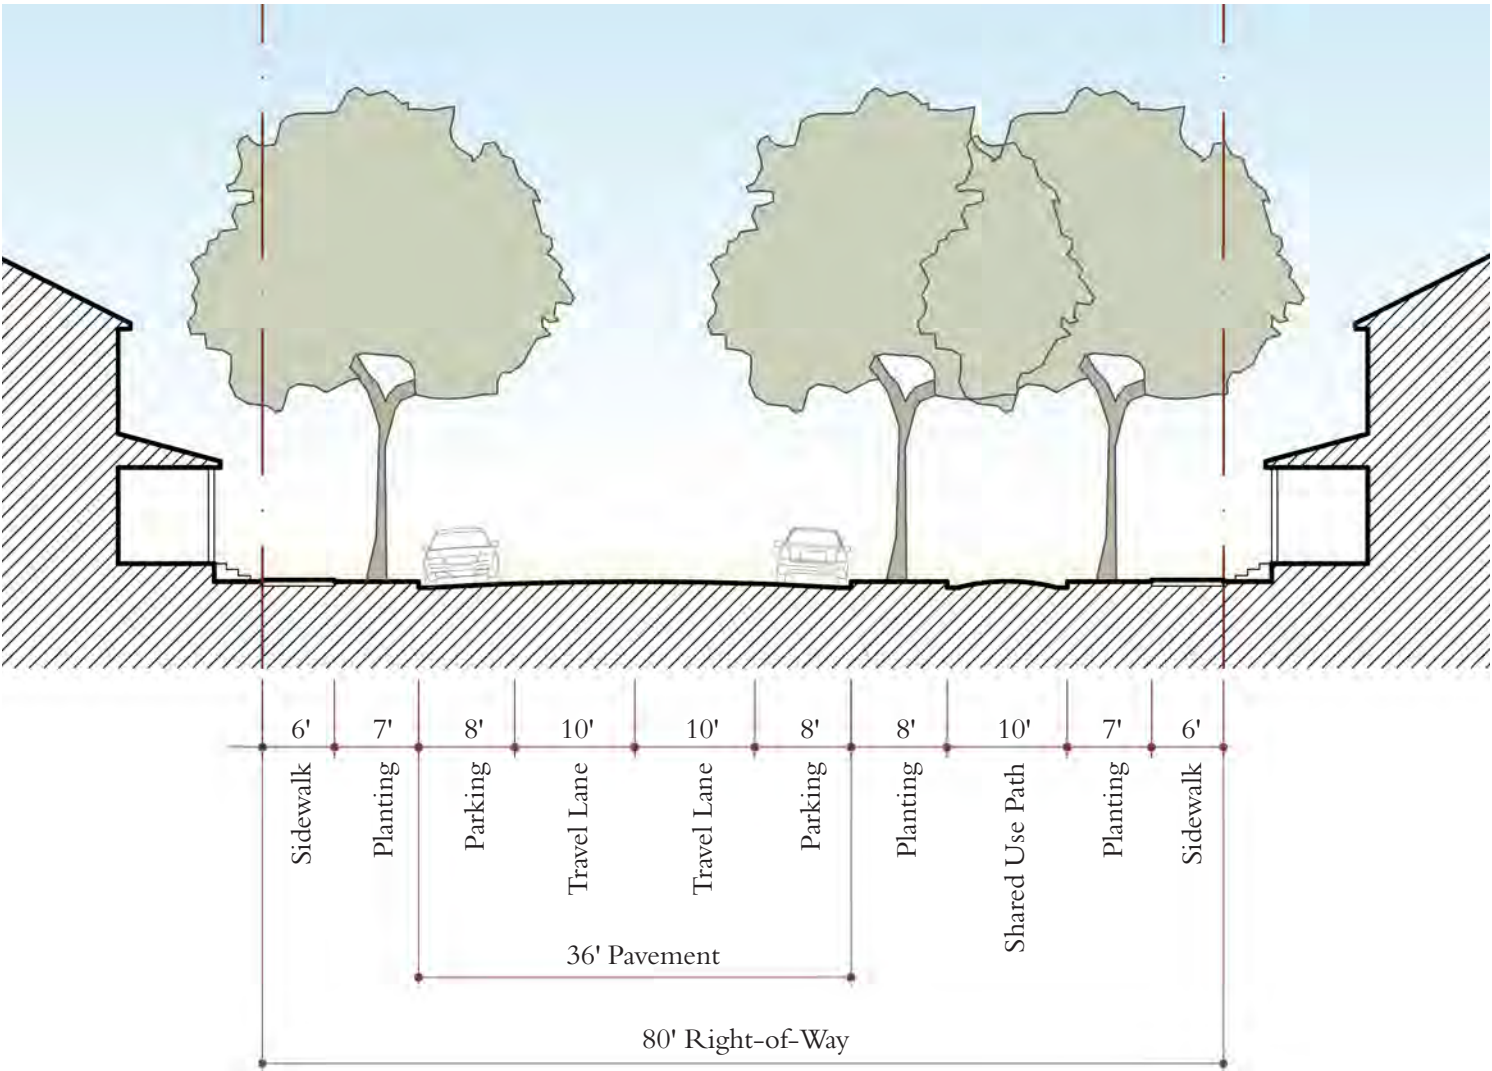 6' 7' 8' 10' 10' 8' 8' 10' 7' 6'
Sidewalk
Planting
Parking
Travel Lane
Travel Lane
Parking
Planting
Shared Use Path
Planting
Sidewalk
36' Pavement
80' Right-of-Way